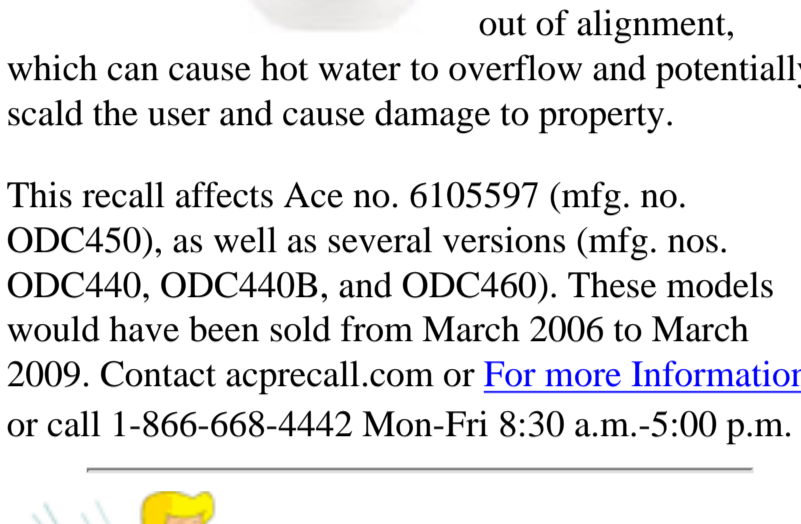 out of alignment,
which can cause hot water to overflow and potentially
scald the user and cause damage to property.
This recall affects Ace no. 6105597 (mfg. no.
ODC450), as well as several versions (mfg. nos.
ODC440, ODC440B, and ODC460). These models
would have been sold from March 2006 to March
2009. Contact acprecall.com or For more Information
or call 1-866-668-4442 Mon-Fri 8:30 a.m.-5:00 p.m.